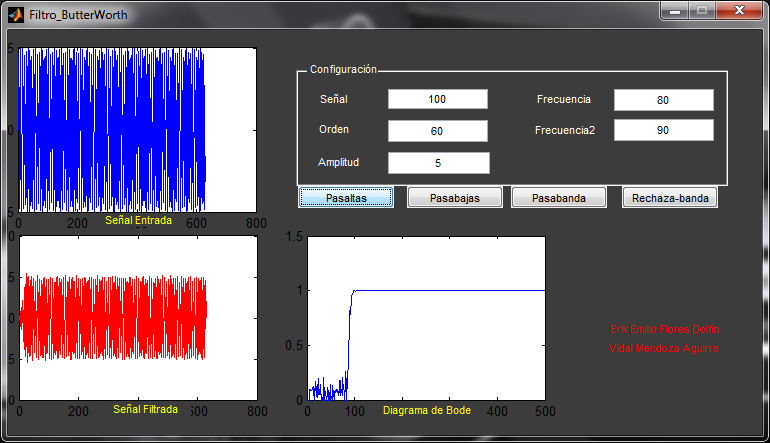 Filtro_ButterWorth
5
0
5
0 200 400 600 800
Señal Entrada
Configuración
Señal 100 Frecuencia 80
Orden 60 Frecuencia2 90
Amplitud 5
Pasaltas Pasabajas Pasabanda Rechaza-banda
0
5
0
5
0
0 200 400 600 800
Señal Filtrada
1.5
1
0.5
0
0 100 200 300 400 500
Diagrama de Bode
Erik Emilio Flores Delfín
Vidal Mendoza Aguirre